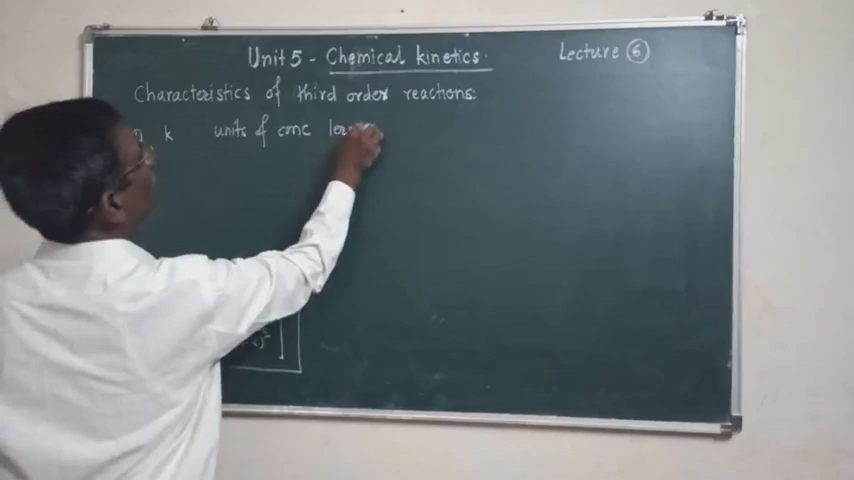 Unit 5 - Chemical kinetics.
Lecture 6
Characteristics of third order reactions:
k units of conc